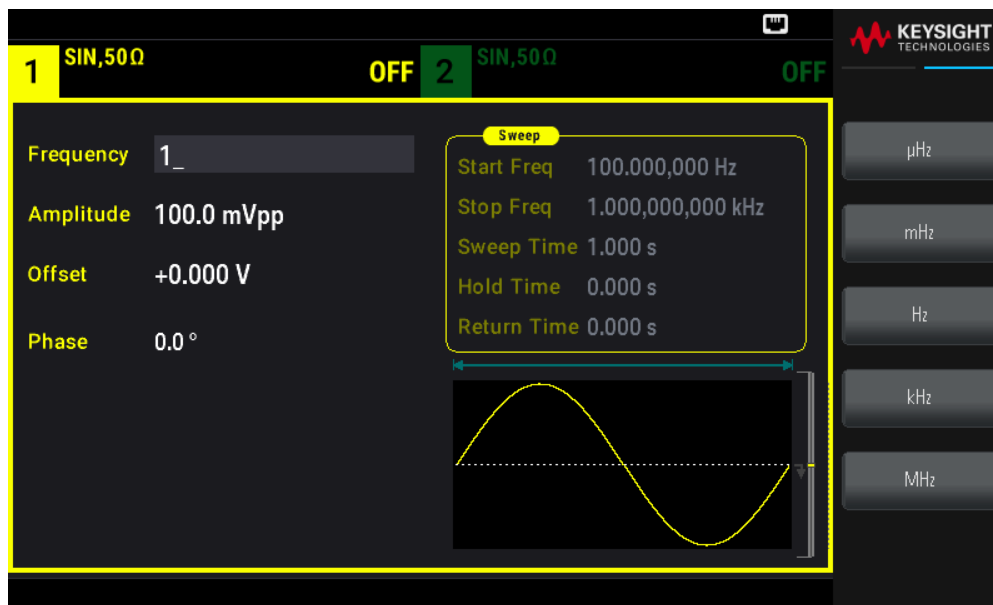 KEYSIGHT
TECHNOLOGIES
1 SIN,50Ω OFF 2 SIN,50Ω OFF
Frequency 1_
Amplitude 100.0 mVpp
Offset +0.000 V
Phase 0.0 °
Sweep
Start Freq 100.000,000 Hz
Stop Freq 1.000,000,000 kHz
Sweep Time 1.000 s
Hold Time 0.000 s
Return Time 0.000 s
µHz
mHz
Hz
kHz
MHz